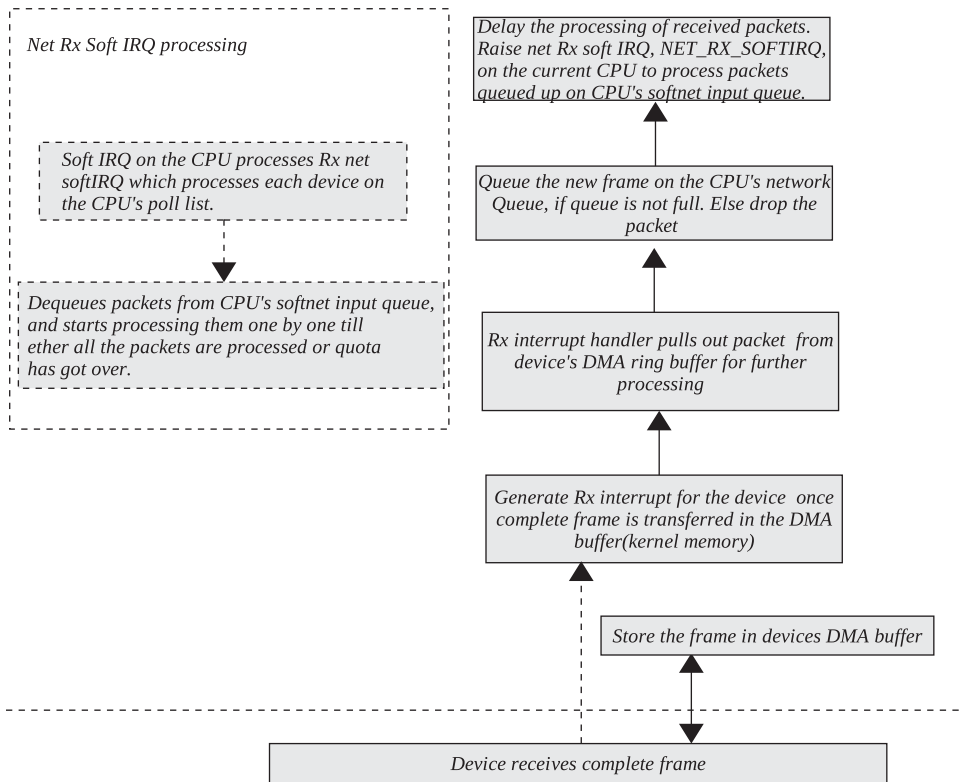 Net Rx Soft IRQ processing
Soft IRQ on the CPU processes Rx net
softIRQ which processes each device on
the CPU's poll list.
Dequeues packets from CPU's softnet input queue,
and starts processing them one by one till
ether all the packets are processed or quota
has got over.
Delay the processing of received packets.
Raise net Rx soft IRQ, NET_RX_SOFTIRQ,
on the current CPU to process packets
queued up on CPU's softnet input queue.
Queue the new frame on the CPU's network
Queue, if queue is not full. Else drop the
packet
Rx interrupt handler pulls out packet from
device's DMA ring buffer for further
processing
Generate Rx interrupt for the device once
complete frame is transferred in the DMA
buffer(kernel memory)
Store the frame in devices DMA buffer
Device receives complete frame